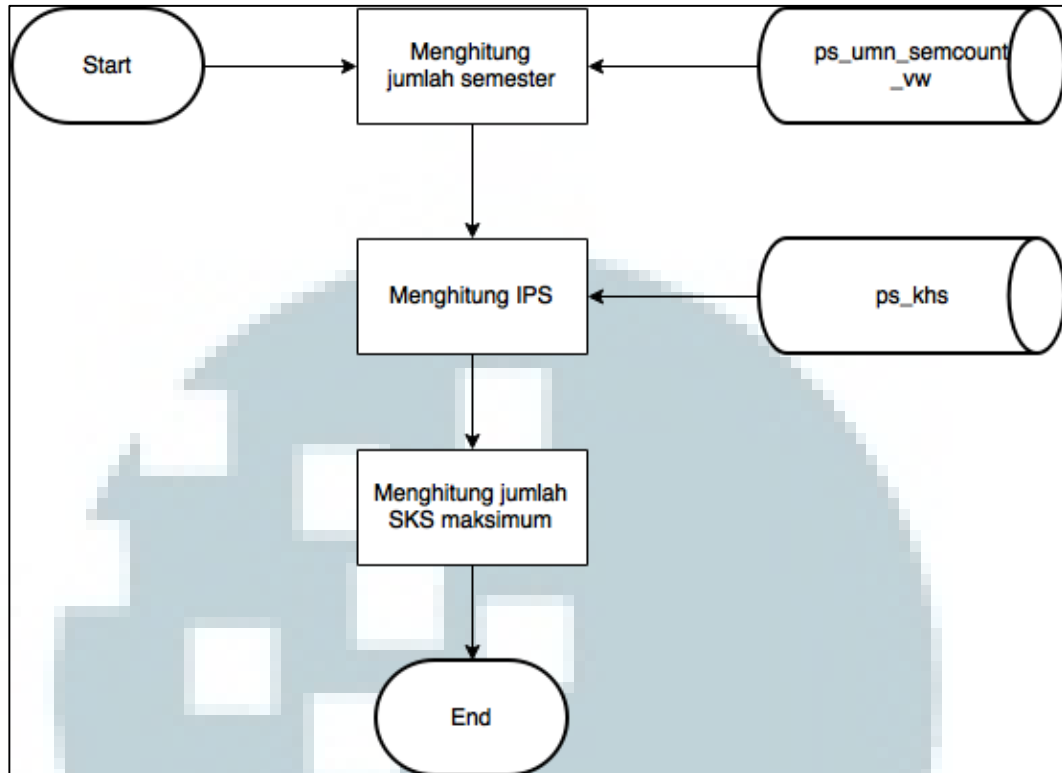 Start
Menghitung
jumlah semester
ps_umn_semcount
_vw
Menghitung IPS
ps_khs
Menghitung jumlah
SKS maksimum
End